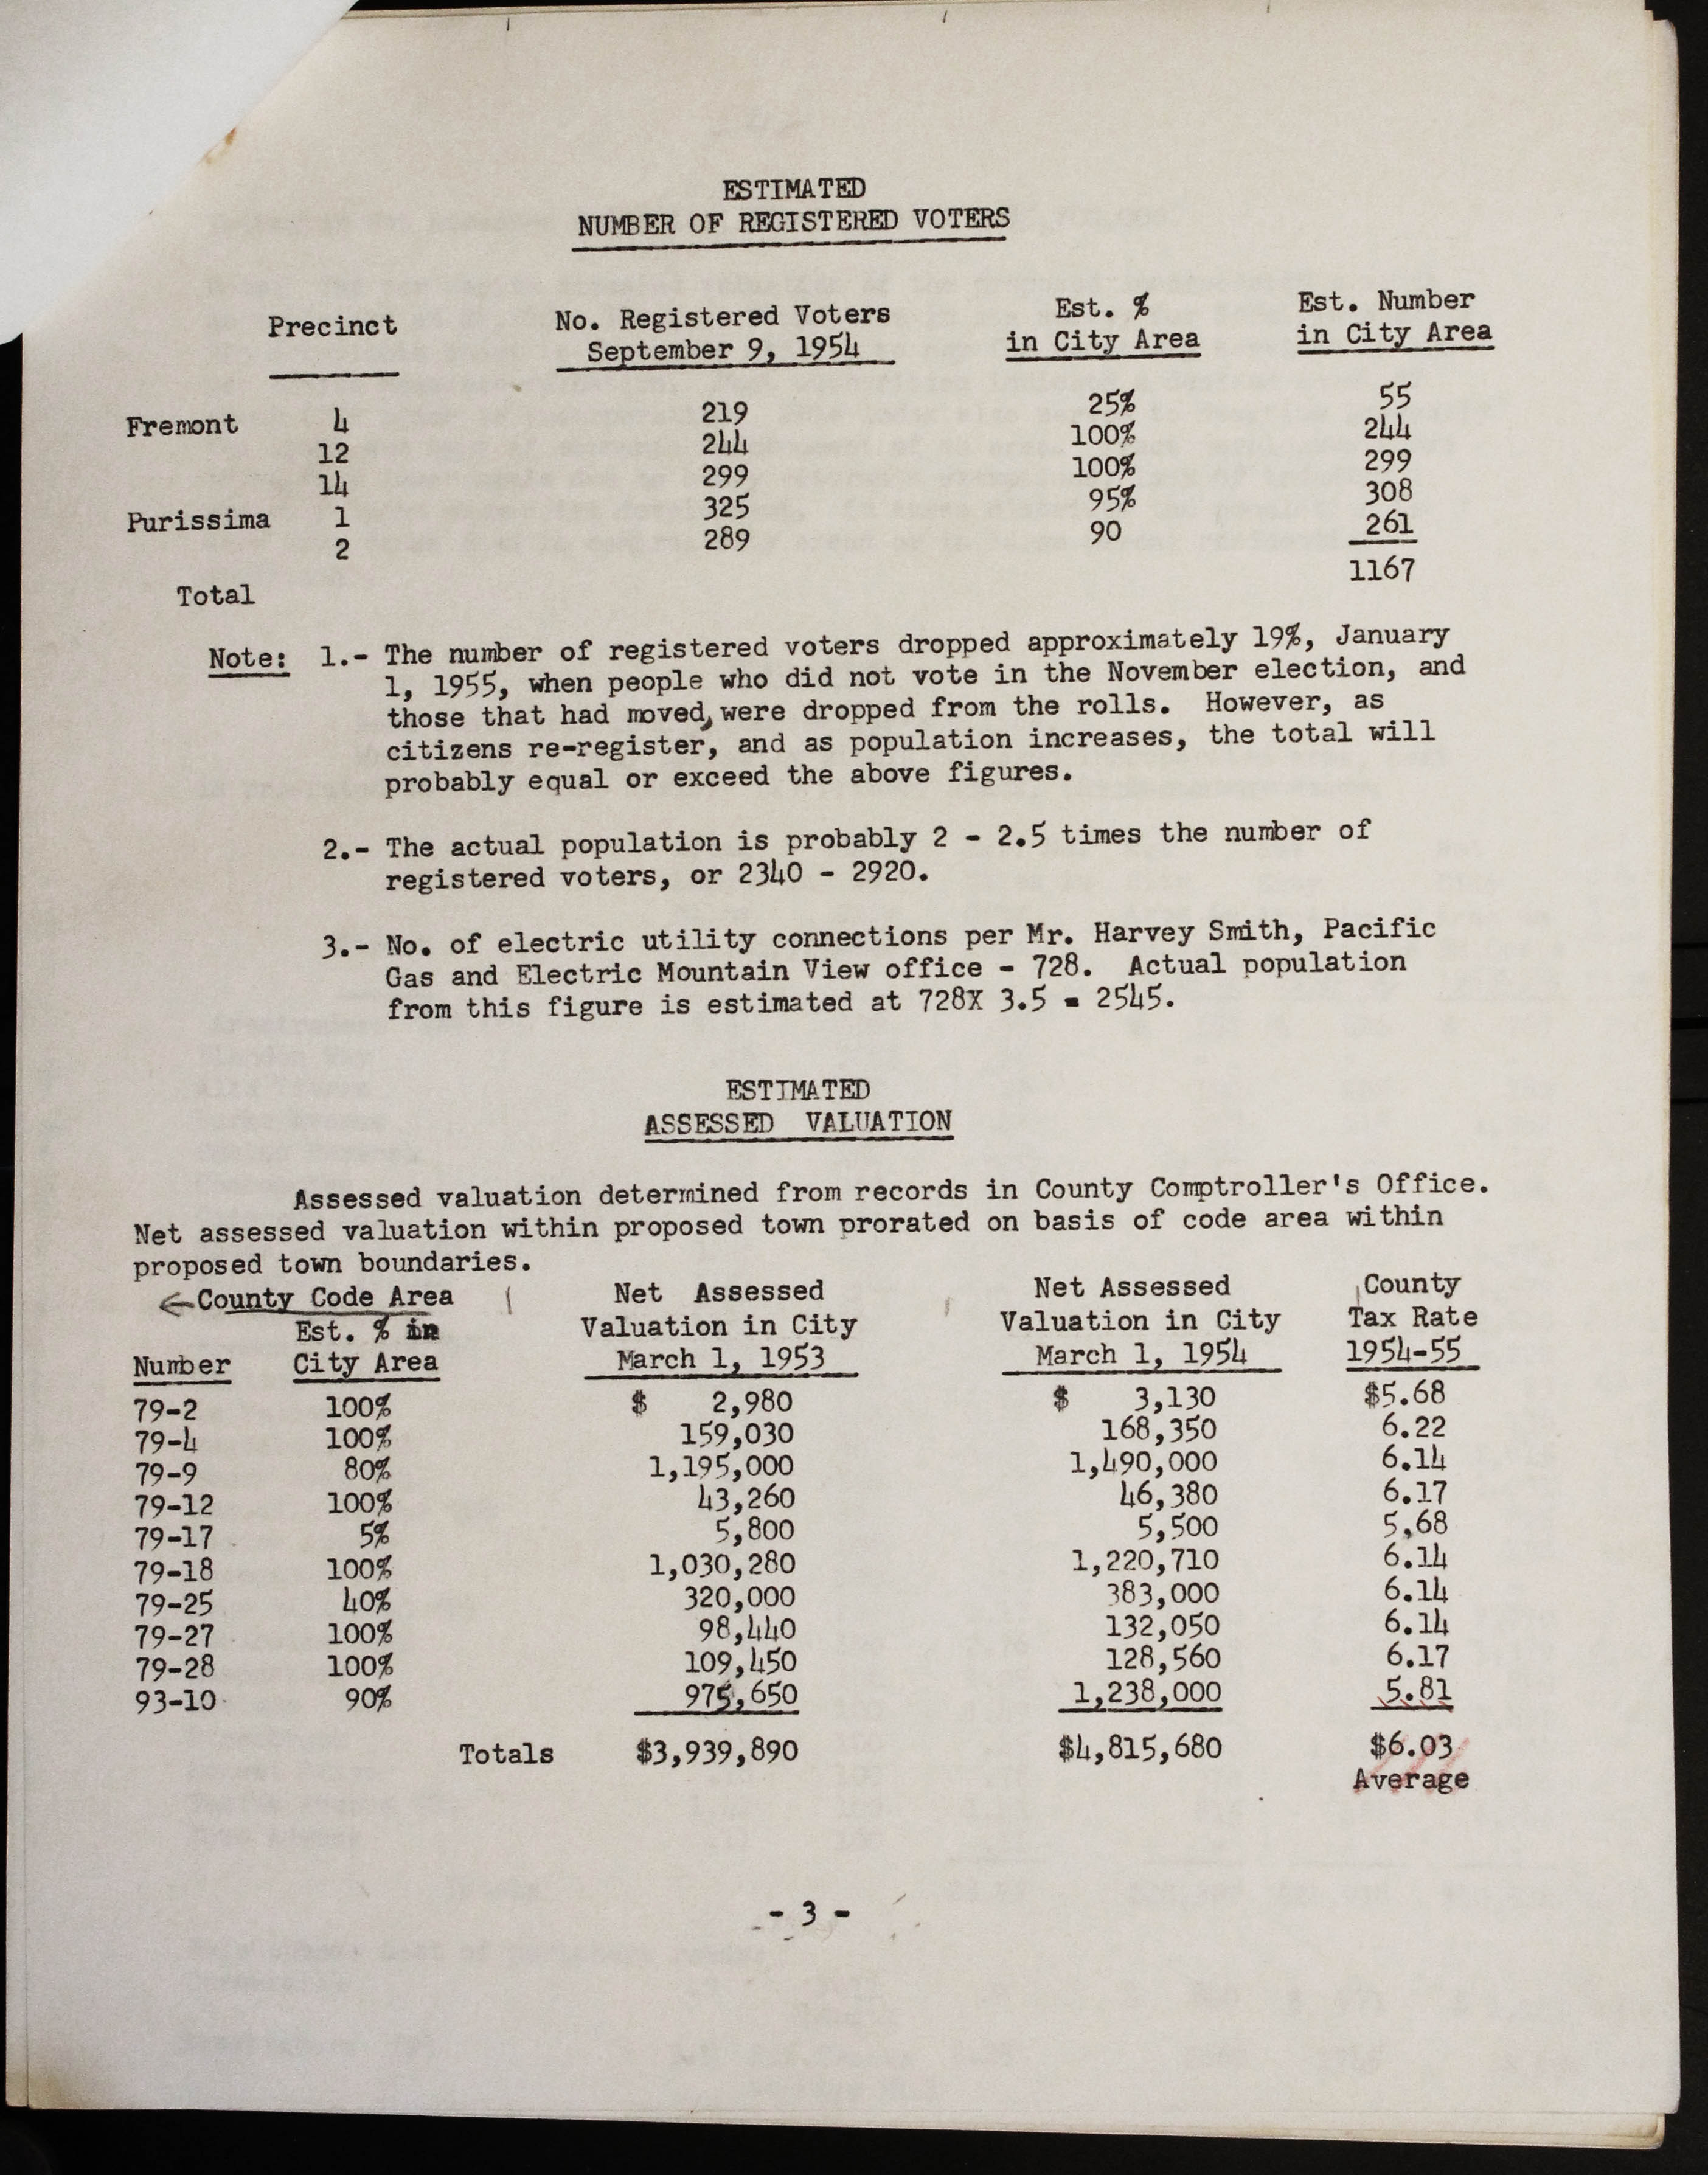 ESTIMATED
NUMBER OF REGISTERED VOTERS
Precinct No. Registered Voters September 9, 1954 Est. % in City Area Est. Number in City Area
Fremont 4 219 25% 55
12 244 100% 244
14 299 100% 299
Purissima 1 325 95% 308
2 289 90 261
Total 1167
Note: 1.- The number of registered voters dropped approximately 19%, January
1, 1955, when people who did not vote in the November election, and
those that had moved, were dropped from the rolls. However, as
citizens re-register, and as population increases, the total will
probably equal or exceed the above figures.
2.- The actual population is probably 2 - 2.5 times the number of
registered voters, or 2340 - 2920.
3.- No. of electric utility connections per Mr. Harvey Smith, Pacific
Gas and Electric Mountain View office - 728. Actual population
from this figure is estimated at 728X 3.5 = 2545.
ESTIMATED
ASSESSED VALUATION
Assessed valuation determined from records in County Comptroller's Office.
Net assessed valuation within proposed town prorated on basis of code area within
proposed town boundaries.
County Code Area Net Assessed Net Assessed County
Est. % in Valuation in City Valuation in City Tax Rate
Number City Area March 1, 1953 March 1, 1954 1954-55
79-2 100% $ 2,980 $ 3,130 $5.68
79-4 100% 159,030 168,350 6.22
79-9 80% 1,195,000 1,490,000 6.14
79-12 100% 43,260 46,380 6.17
79-17 5% 5,800 5,500 5,68
79-18 100% 1,030,280 1,220,710 6.14
79-25 40% 320,000 383,000 6.14
79-27 100% 98,440 132,050 6.14
79-28 100% 109,450 128,560 6.17
93-10 90% 975,650 1,238,000 5.81
Totals $3,939,890 $4,815,680 $6.03
Average
- 3 -